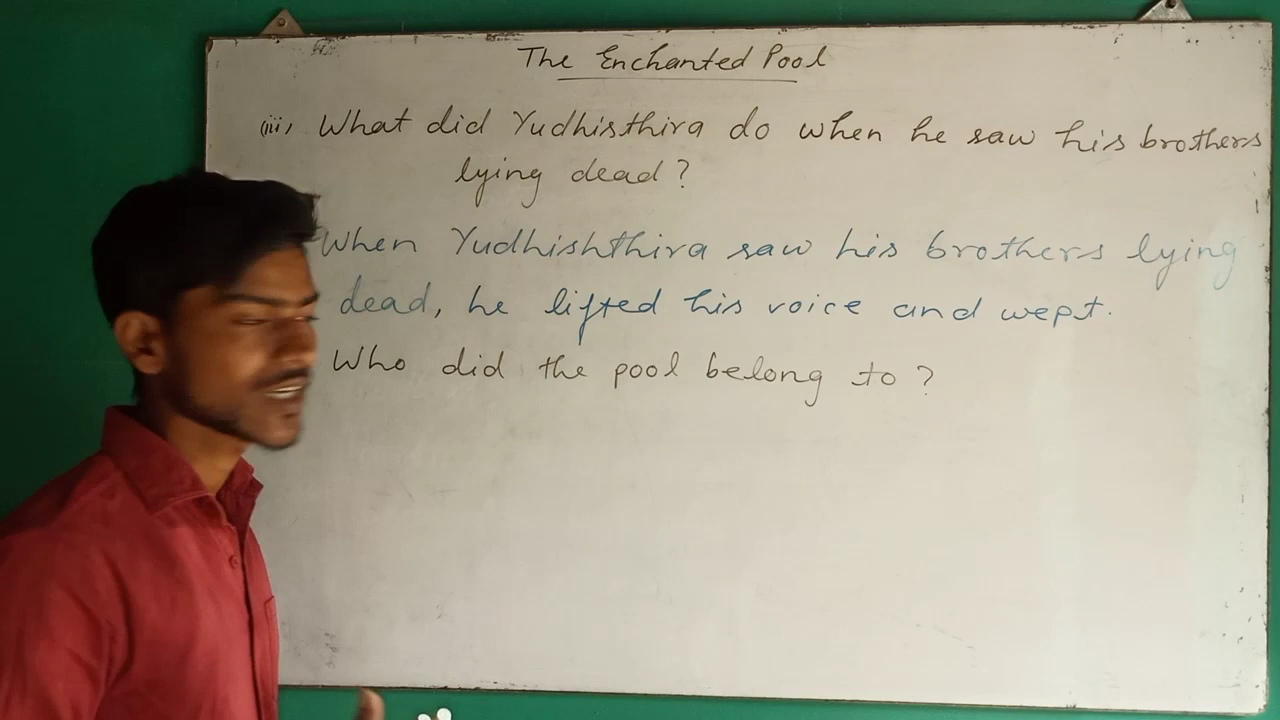 The Enchanted Pool
(iii) What did Yudhisthira do when he saw his brothers
lying dead?
When Yudhishthira saw his brothers lying
dead, he lifted his voice and wept.
Who did the pool belong to?